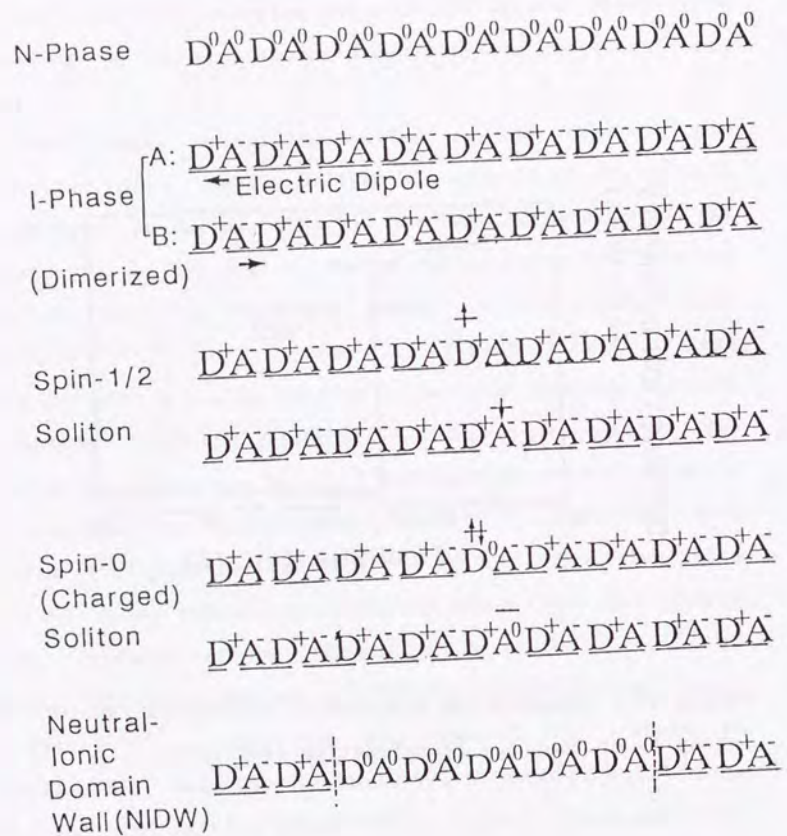 N-Phase D⁰A⁰D⁰A⁰D⁰A⁰D⁰A⁰D⁰A⁰D⁰A⁰D⁰A⁰D⁰A⁰D⁰A⁰
A: D⁺A⁻ D⁺A⁻ D⁺A⁻ D⁺A⁻ D⁺A⁻ D⁺A⁻ D⁺A⁻ D⁺A⁻ D⁺A⁻
Electric Dipole
I-Phase
B: D⁺A⁻D⁺A⁻D⁺A⁻D⁺A⁻D⁺A⁻D⁺A⁻D⁺A⁻D⁺A⁻D⁺A⁻
(Dimerized)
Spin-1/2 D⁺A⁻D⁺A⁻D⁺A⁻D⁺A⁻D⁺A⁻D⁺A⁻D⁺A⁻D⁺A⁻D⁺A⁻
Soliton D⁺A⁻D⁺A⁻D⁺A⁻D⁺A⁻D⁺A⁻D⁺A⁻D⁺A⁻D⁺A⁻D⁺A⁻
Spin-0 D⁺A⁻D⁺A⁻D⁺A⁻D⁺A⁻D⁰A⁻D⁺A⁻D⁺A⁻D⁺A⁻D⁺A⁻
(Charged)
Soliton D⁺A⁻D⁺A⁻D⁺A⁻D⁺A⁻D⁺A⁰D⁺A⁻D⁺A⁻D⁺A⁻D⁺A⁻
Neutral-
Ionic
Domain D⁺A⁻D⁺A⁻D⁰A⁰D⁰A⁰D⁰A⁰D⁰A⁰D⁰A⁰D⁺A⁻D⁺A⁻
Wall (NIDW)